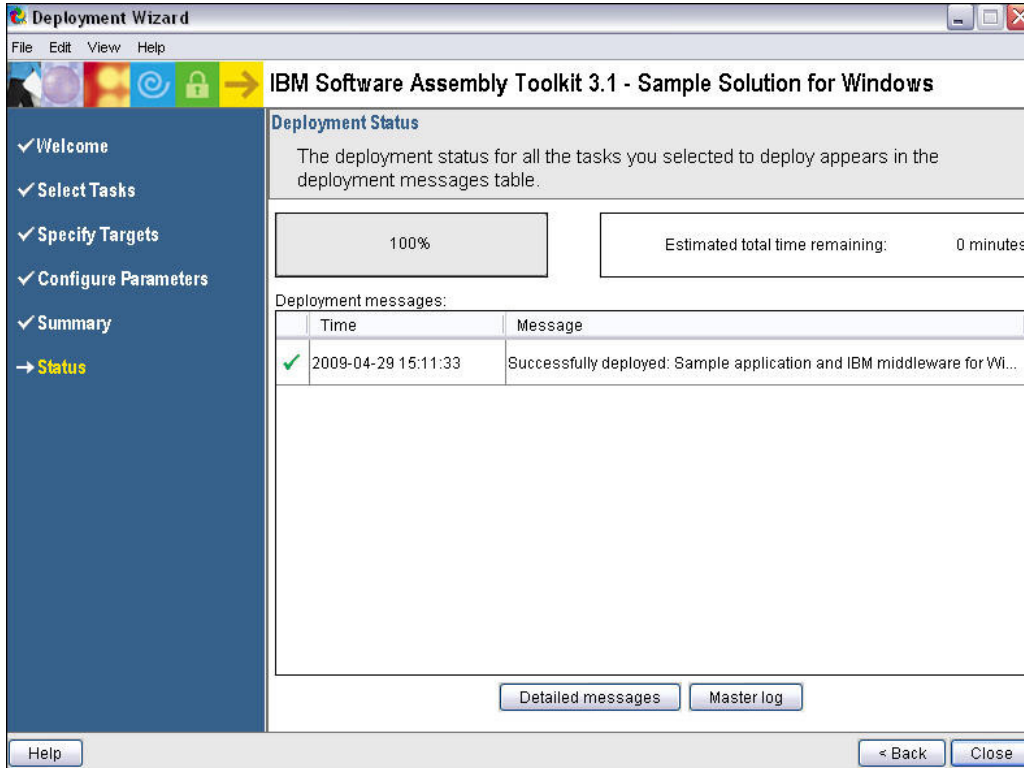 Deployment Wizard
File Edit View Help
IBM Software Assembly Toolkit 3.1 - Sample Solution for Windows
Welcome
Select Tasks
Specify Targets
Configure Parameters
Summary
Status
Deployment Status
The deployment status for all the tasks you selected to deploy appears in the
deployment messages table.
100%
Estimated total time remaining: 0 minutes
Deployment messages:
Time Message
2009-04-29 15:11:33 Successfully deployed: Sample application and IBM middleware for Wi...
Detailed messages Master log
Help < Back Close